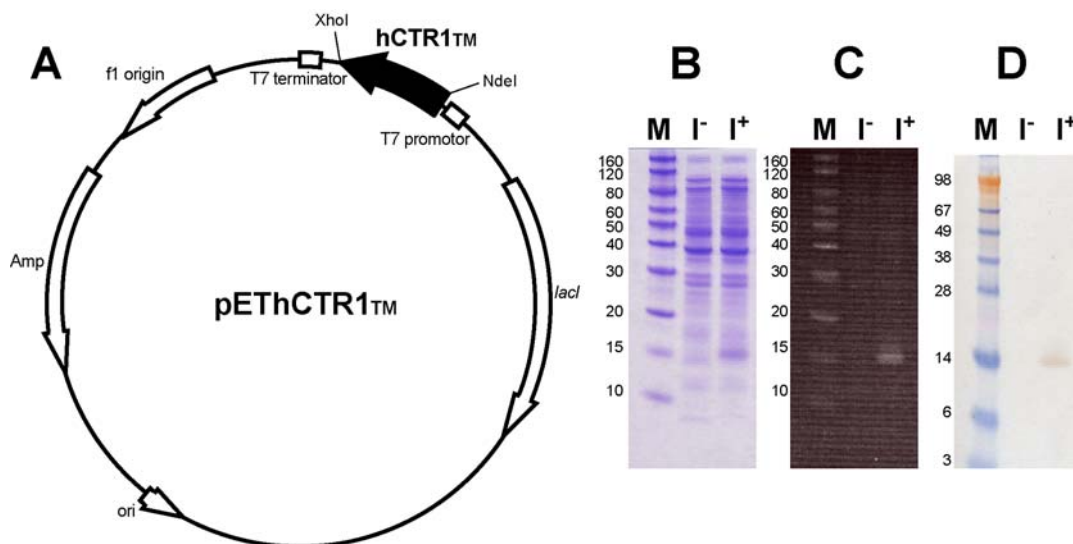 A
XhoI
hCTR1TM
f1 origin
T7 terminator
NdeI
T7 promotor
Amp
lacI
pEThCTR1TM
ori
B
M I- I+
160
120
80
60
50
40
30
20
15
10
C
M I- I+
160
120
80
60
50
40
30
20
15
10
D
M I- I+
98
67
49
38
28
14
6
3